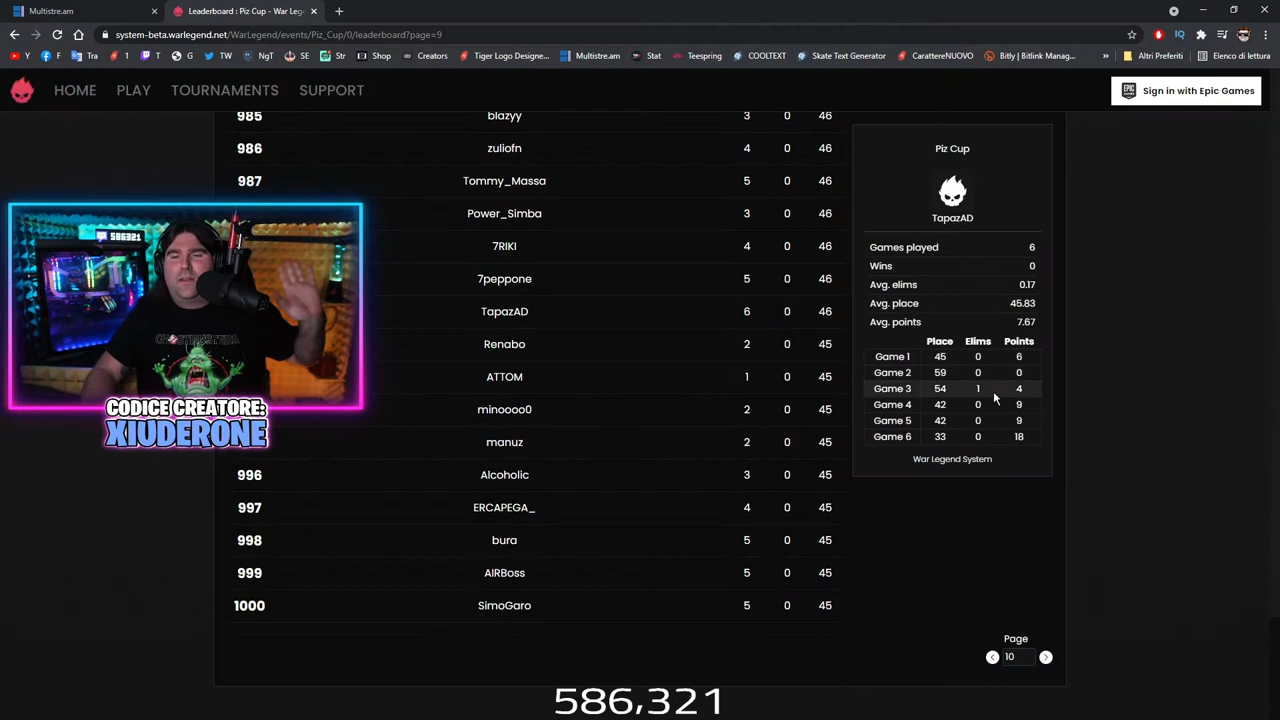 Multistre.am
Leaderboard : Piz Cup - War Leg
system-beta.warlegend.net/WarLegend/events/Piz_Cup/0/leaderboard?page=9
Y
Tra
1
T
G
TW
NgT
SE
Str
Shop
Tiger Logo Designe...
Multistre.am
Stat
Teespring
COOLTEXT
Skate Text Generator
CarattereNUOVO
Bitly | Bitlink Manag...
»
Altri Preferiti
Elenco di lettura
HOME
PLAY
TOURNAMENTS
SUPPORT
EPIC GAMES
Sign in with Epic Games
985 blazyy 3 0 46
986 zuliofn 4 0 46
987 Tommy_Massa 5 0 46
Power_Simba 3 0 46
7RIKI 4 0 46
7peppone 5 0 46
TapazAD 6 0 46
Renabo 2 0 45
ATTOM 1 0 45
minoooo0 2 0 45
manuz 2 0 45
996 Alcoholic 3 0 45
997 ERCAPEGA_ 4 0 45
998 bura 5 0 45
999 AIRBoss 5 0 45
1000 SimoGaro 5 0 45
Piz Cup
TapazAD
Games played 6
Wins 0
Avg. elims 0.17
Avg. place 45.83
Avg. points 7.67
Place Elims Points
Game 1 45 0 6
Game 2 59 0 0
Game 3 54 1 4
Game 4 42 0 9
Game 5 42 0 9
Game 6 33 0 18
War Legend System
Page
10
586321
GHOSTBUSTERS
CODICE CREATORE:
XIUDERONE
586,321